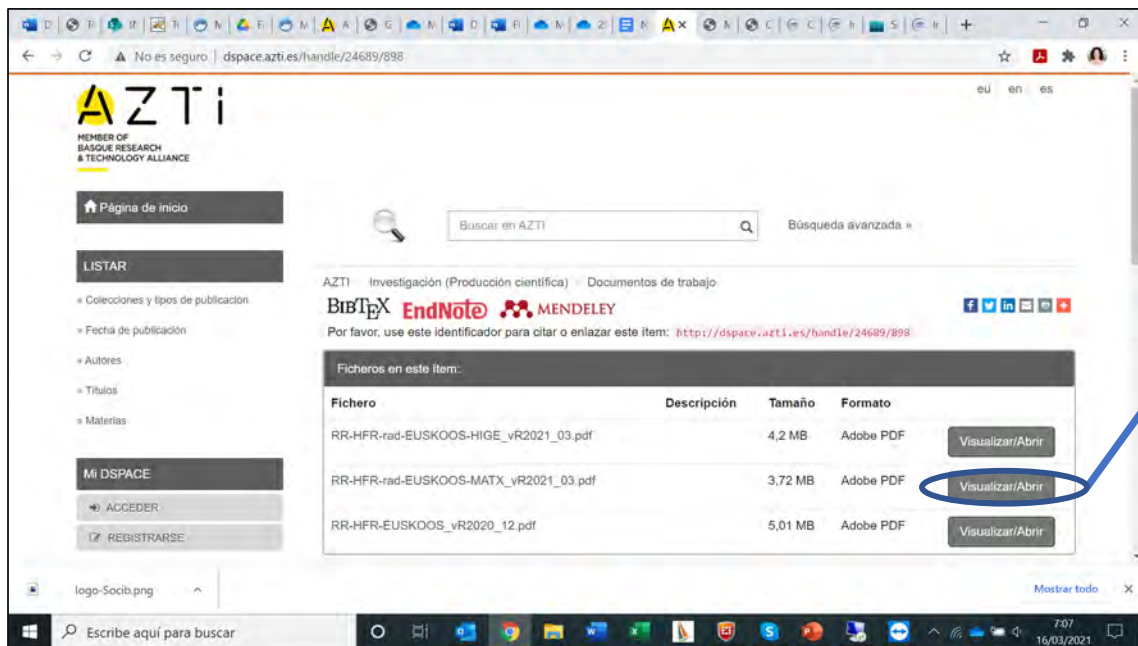 No es seguro | dspace.azti.es/handle/24689/898
AZTi
MEMBER OF
BASQUE RESEARCH
& TECHNOLOGY ALLIANCE
eu en es
Página de inicio
Buscar en AZTI
Búsqueda avanzada »
LISTAR
» Colecciones y tipos de publicación
» Fecha de publicación
» Autores
» Títulos
» Materias
AZTI Investigación (Producción científica) Documentos de trabajo
BIBTEX EndNote MENDELEY
Por favor, use este identificador para citar o enlazar este ítem: http://dspace.azti.es/handle/24689/898
Ficheros en este ítem:
Fichero Descripción Tamaño Formato
RR-HFR-rad-EUSKOOS-HIGE_vR2021_03.pdf 4,2 MB Adobe PDF Visualizar/Abrir
RR-HFR-rad-EUSKOOS-MATX_vR2021_03.pdf 3,72 MB Adobe PDF Visualizar/Abrir
RR-HFR-EUSKOOS_vR2020_12.pdf 5,01 MB Adobe PDF Visualizar/Abrir
Mi DSPACE
ACCEDER
REGISTRARSE
logo-Socib.png
Mostrar todo
Escribe aquí para buscar
7:07
16/03/2021